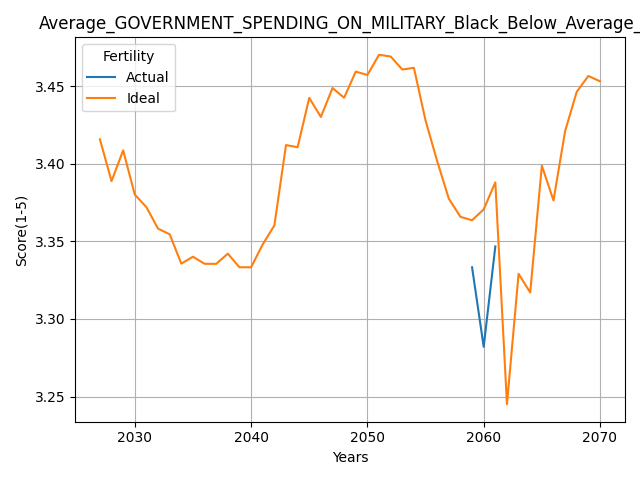 Average_GOVERNMENT_SPENDING_ON_MILITARY_Black_Below_Average_
Fertility
Actual
Ideal
3.45
3.40
3.35
3.30
3.25
Score(1-5)
2030 2040 2050 2060 2070
Years